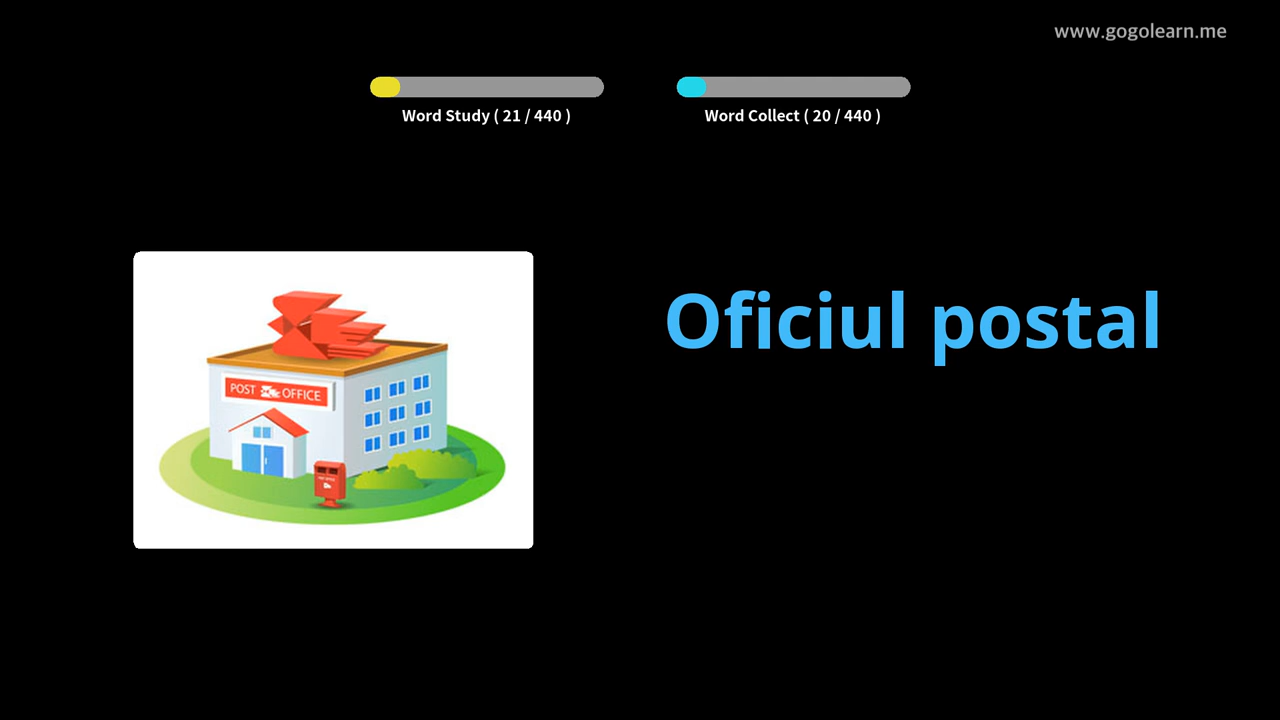 www.gogolearn.me
Word Study ( 21 / 440 )
Word Collect ( 20 / 440 )
Oficiul postal
POST OFFICE